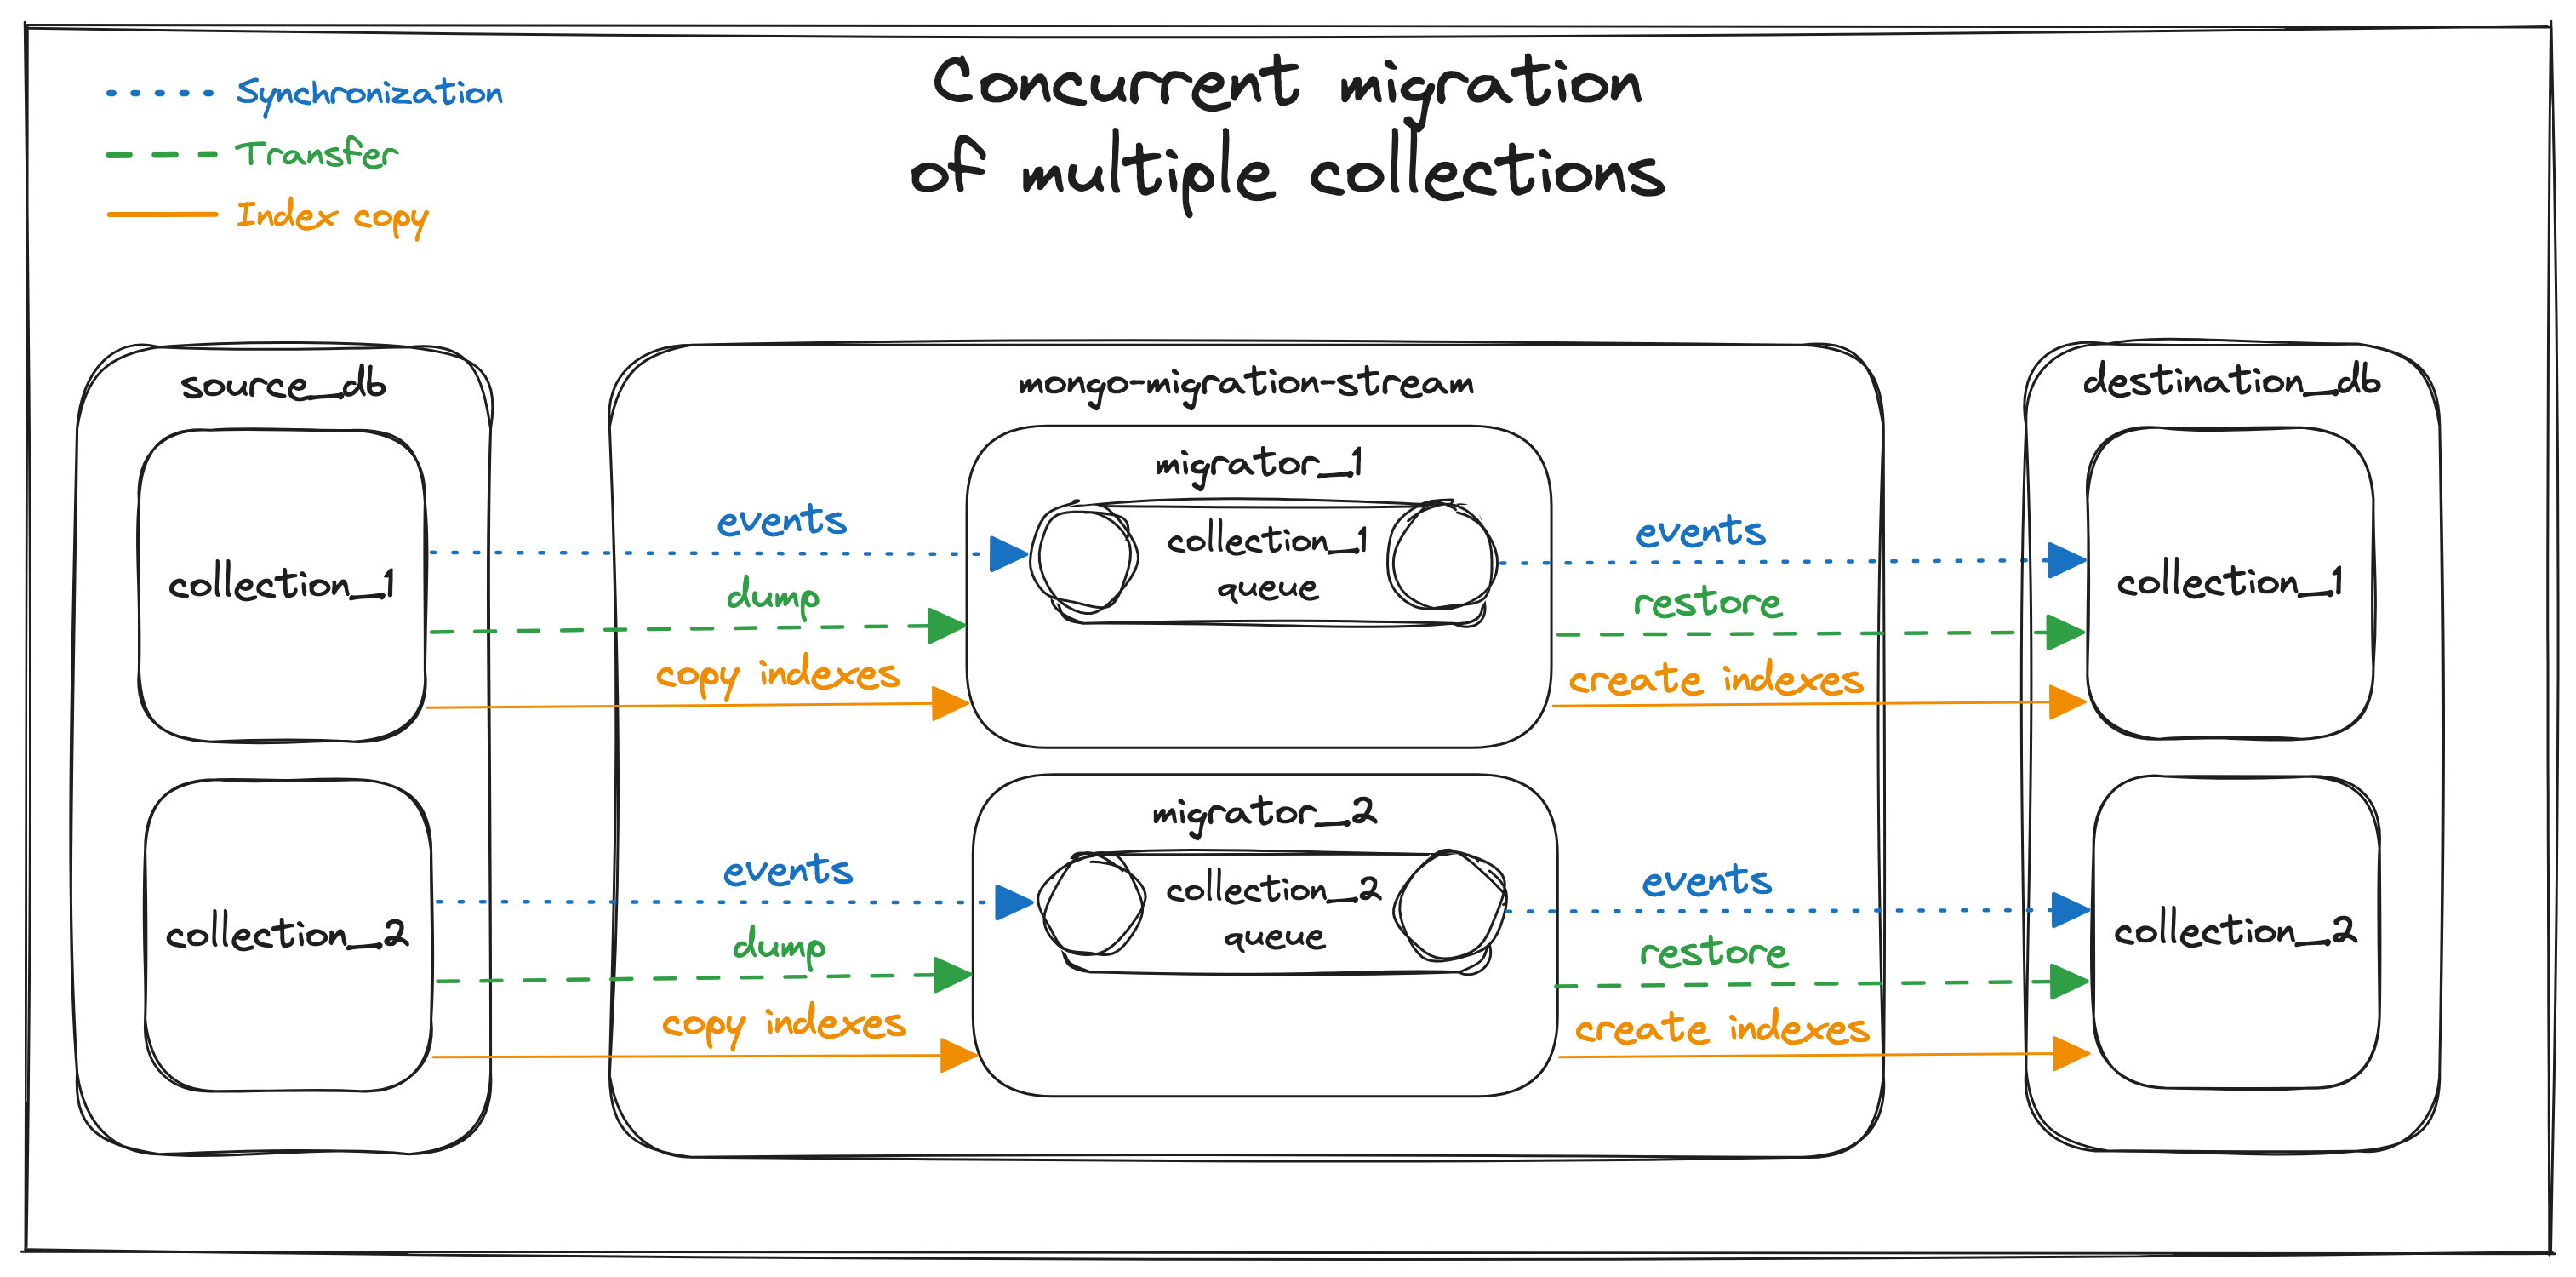 Concurrent migration
of multiple collections
Synchronization
Transfer
Index copy
source_db
collection_1
collection_2
mongo-migration-stream
events
dump
copy indexes
migrator_1
collection_1
queue
events
restore
create indexes
events
dump
copy indexes
migrator_2
collection_2
queue
events
restore
create indexes
destination_db
collection_1
collection_2